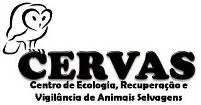 CERVAS
Centro de Ecologia, Recuperação e
Vigilância de Animais Selvagens